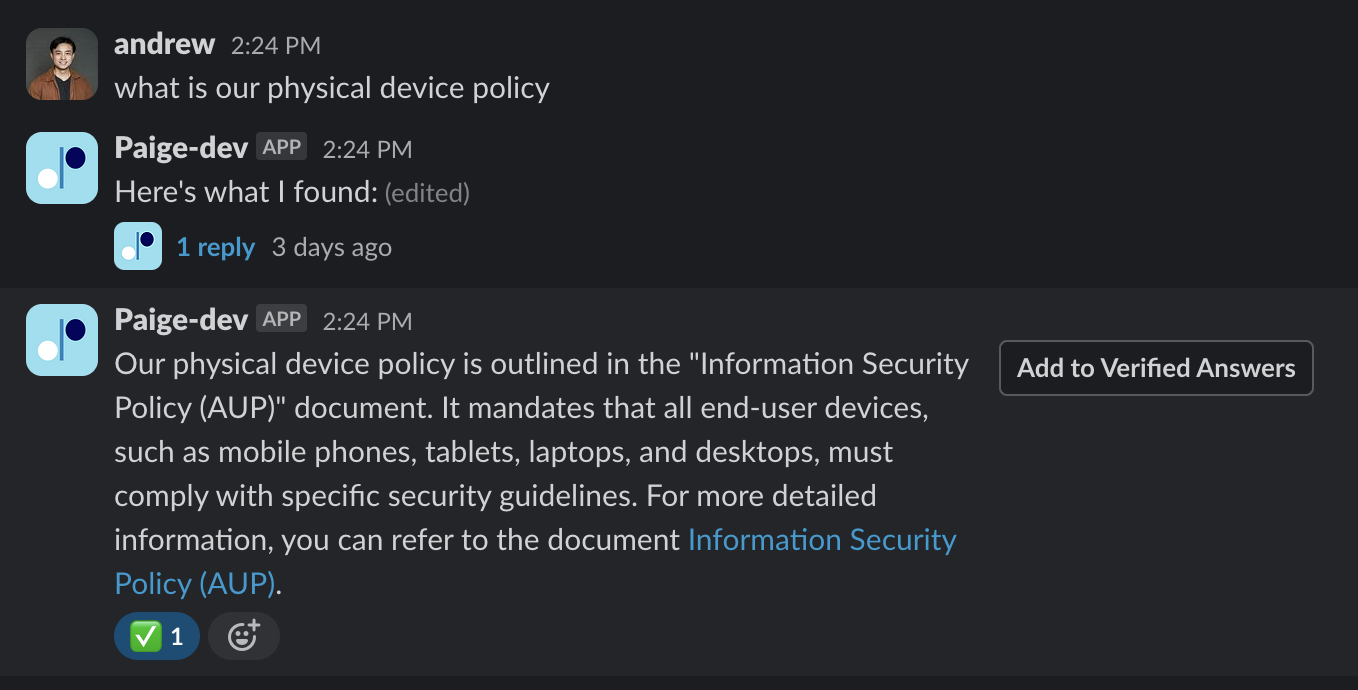 andrew 2:24 PM
what is our physical device policy
Paige-dev APP 2:24 PM
Here's what I found: (edited)
1 reply 3 days ago
Paige-dev APP 2:24 PM
Our physical device policy is outlined in the "Information Security
Policy (AUP)" document. It mandates that all end-user devices,
such as mobile phones, tablets, laptops, and desktops, must
comply with specific security guidelines. For more detailed
information, you can refer to the document Information Security
Policy (AUP).
Add to Verified Answers
1